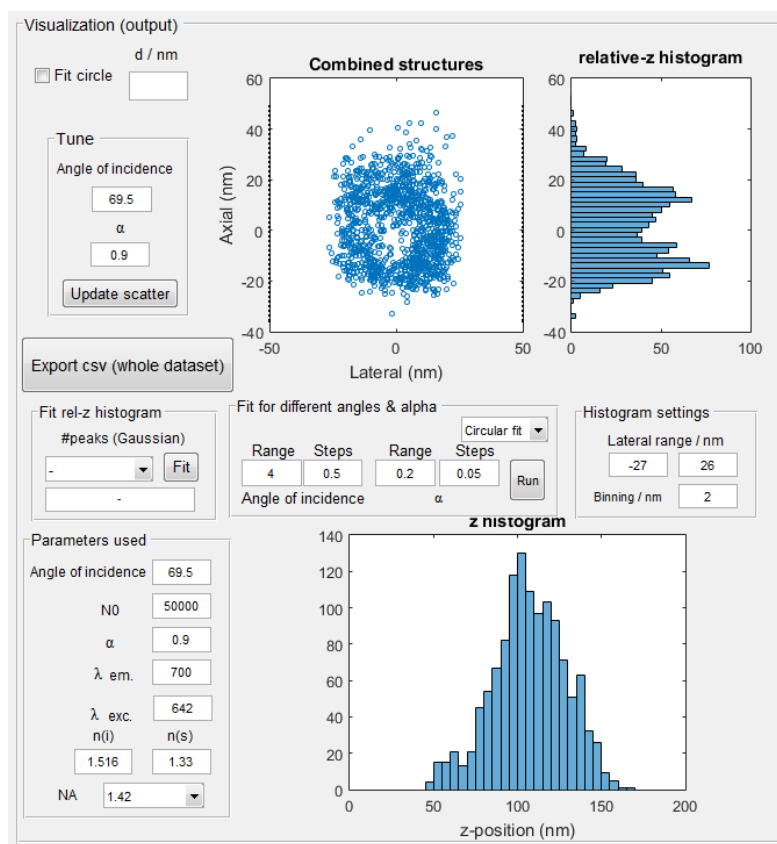 Visualization (output)
Fit circle
d / nm
Tune
Angle of incidence
69.5
α
0.9
Update scatter
Combined structures
60
40
20
0
-20
-40
Axial (nm)
-50 0 50
Lateral (nm)
relative-z histogram
60
40
20
0
-20
-40
0 50 100
Export csv (whole dataset)
Fit rel-z histogram
#peaks (Gaussian)
- Fit
-
Fit for different angles & alpha
Circular fit
Range Steps Range Steps
4 0.5 0.2 0.05 Run
Angle of incidence α
Histogram settings
Lateral range / nm
-27 26
Binning / nm 2
Parameters used
Angle of incidence 69.5
N0 50000
α 0.9
λ em. 700
λ exc. 642
n(i) n(s)
1.516 1.33
NA 1.42
z histogram
140
120
100
80
60
40
20
0
0 50 100 150 200
z-position (nm)